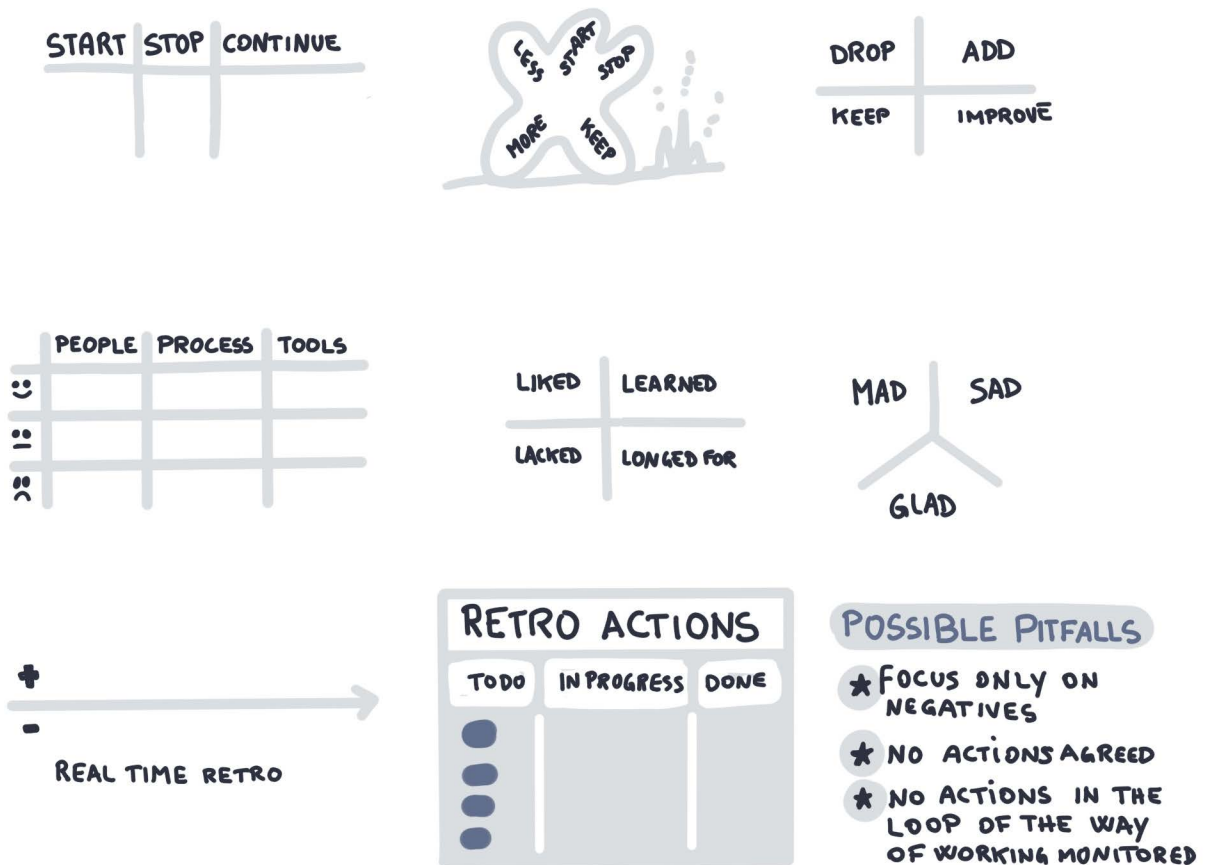 START STOP CONTINUE
LESS START STOP
MORE KEEP
DROP ADD
KEEP IMPROVE
PEOPLE PROCESS TOOLS
LIKED LEARNED
LACKED LONGED FOR
MAD SAD
GLAD
+
-
REAL TIME RETRO
RETRO ACTIONS
TODO IN PROGRESS DONE
POSSIBLE PITFALLS
FOCUS ONLY ON
NEGATIVES
NO ACTIONS AGREED
NO ACTIONS IN THE
LOOP OF THE WAY
OF WORKING MONITORED